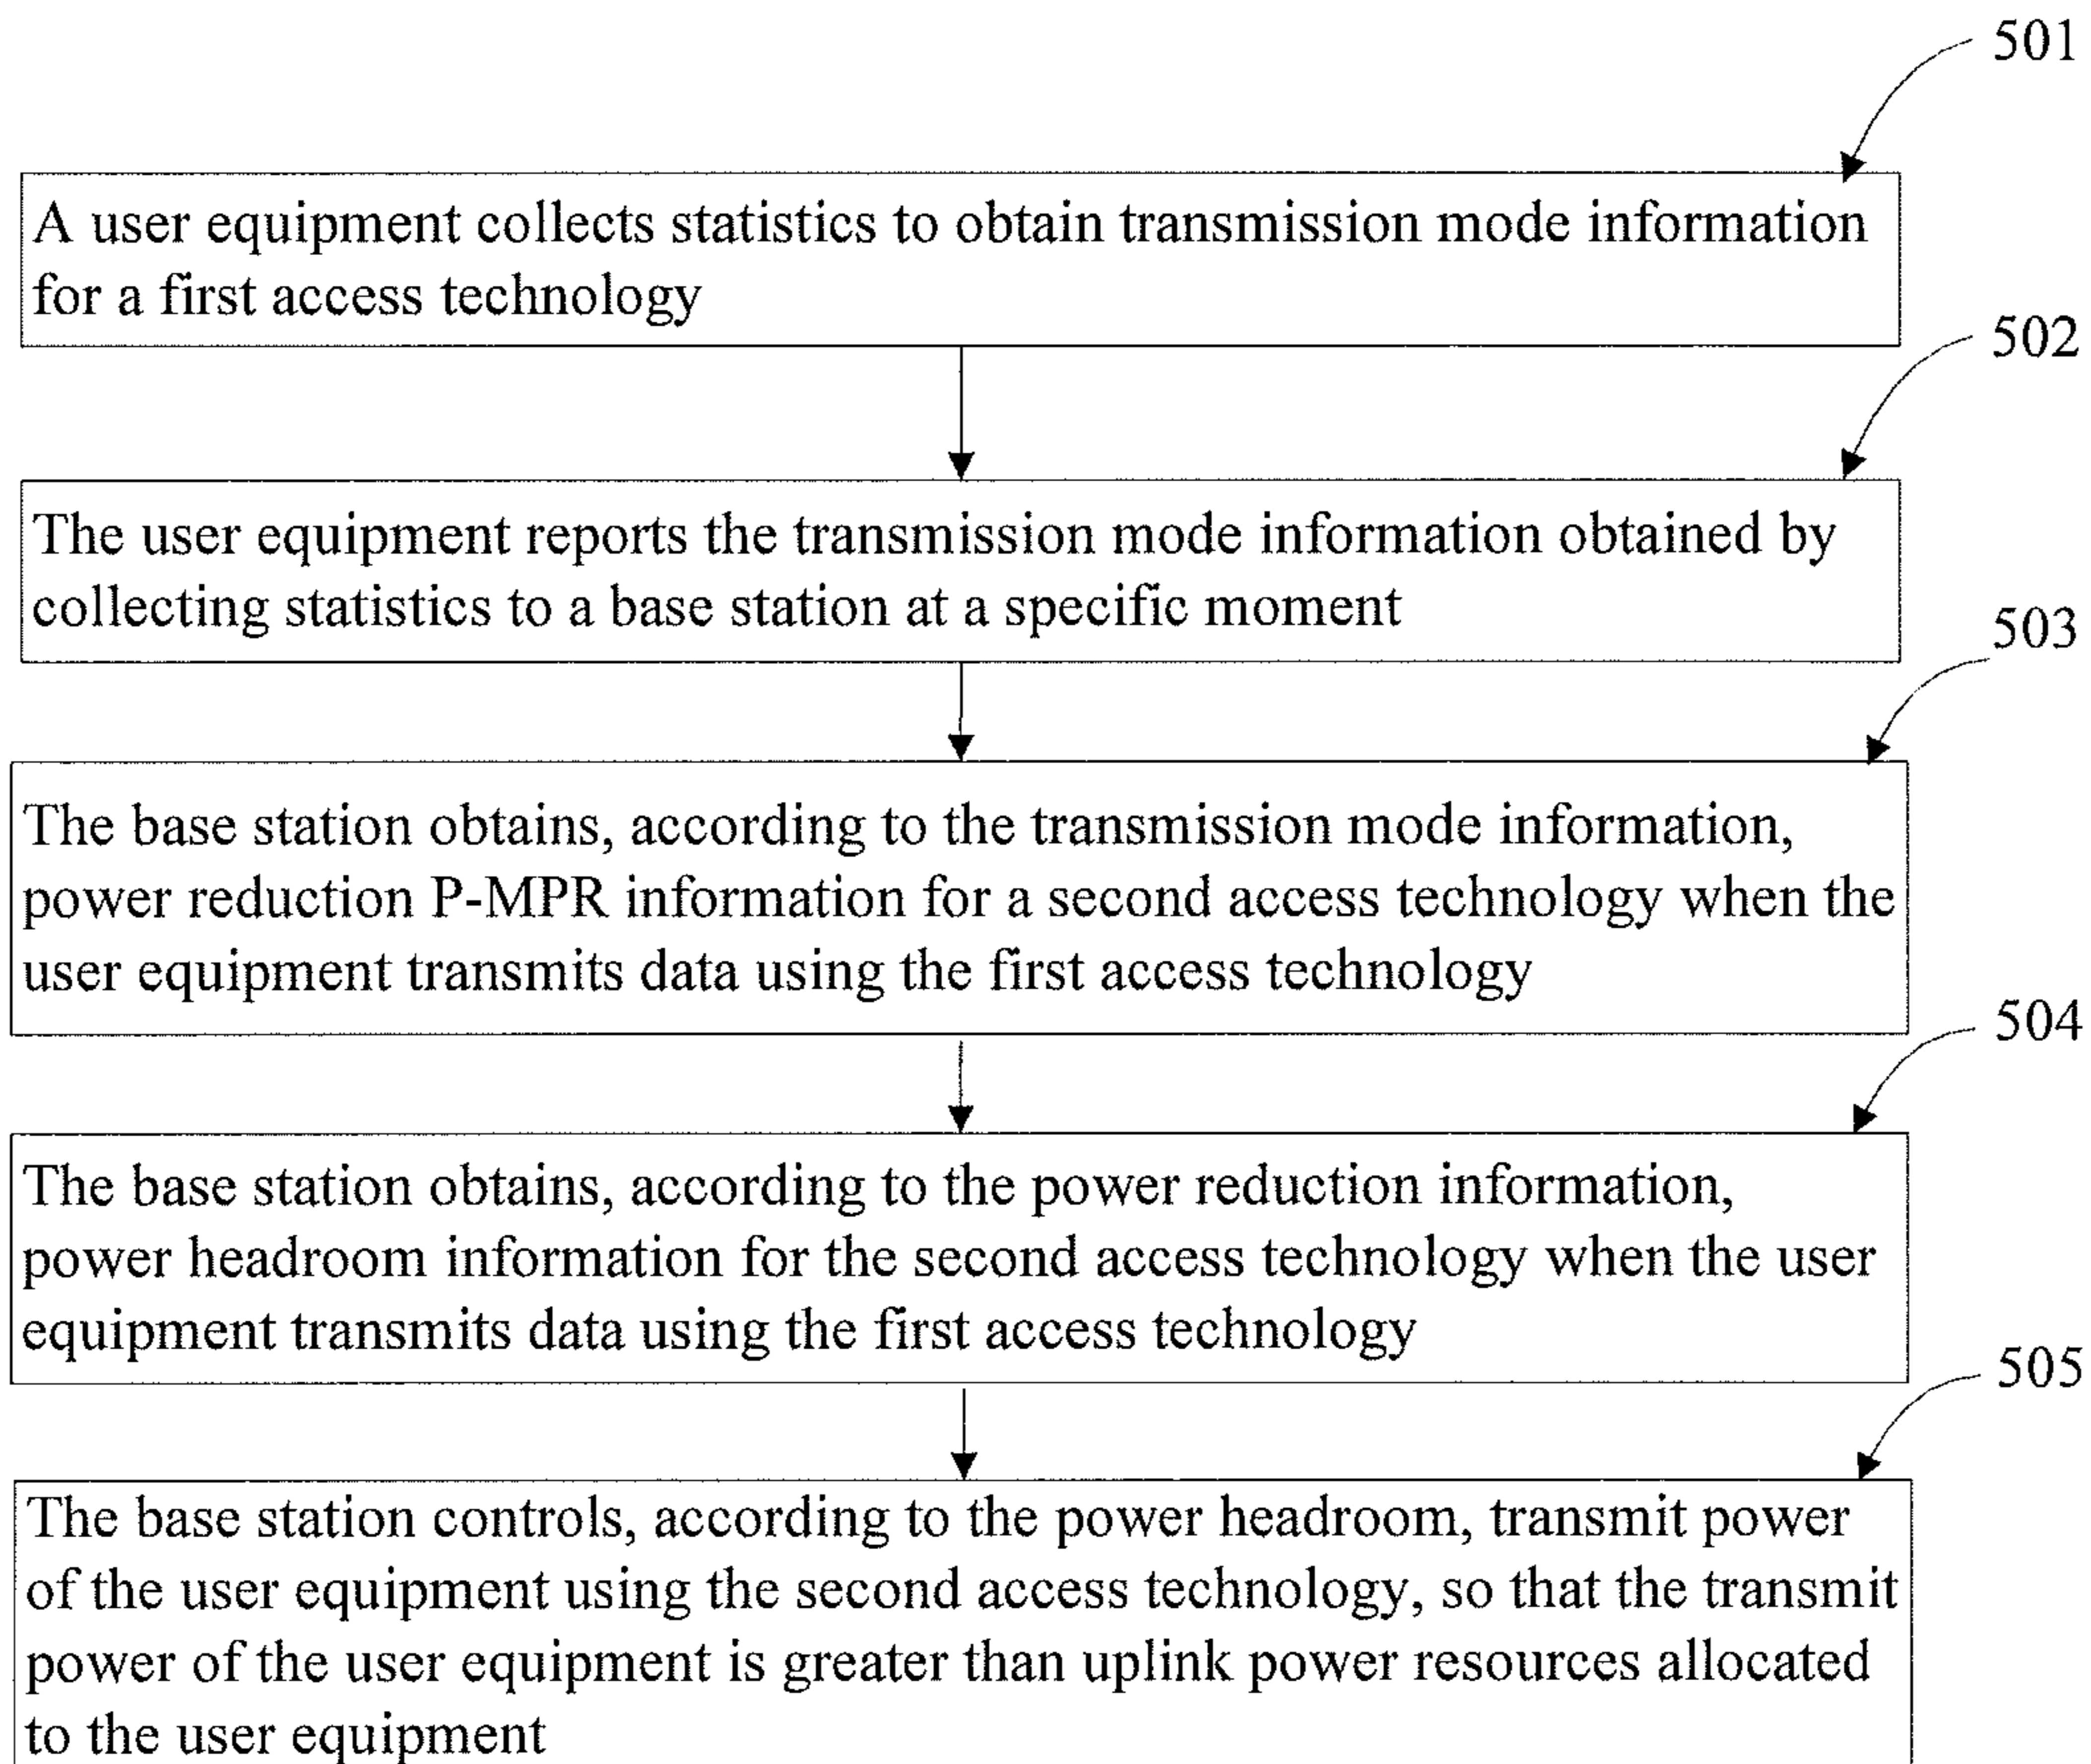 501
A user equipment collects statistics to obtain transmission mode information
for a first access technology
502
The user equipment reports the transmission mode information obtained by
collecting statistics to a base station at a specific moment
503
The base station obtains, according to the transmission mode information,
power reduction P-MPR information for a second access technology when the
user equipment transmits data using the first access technology
504
The base station obtains, according to the power reduction information,
power headroom information for the second access technology when the user
equipment transmits data using the first access technology
505
The base station controls, according to the power headroom, transmit power
of the user equipment using the second access technology, so that the transmit
power of the user equipment is greater than uplink power resources allocated
to the user equipment